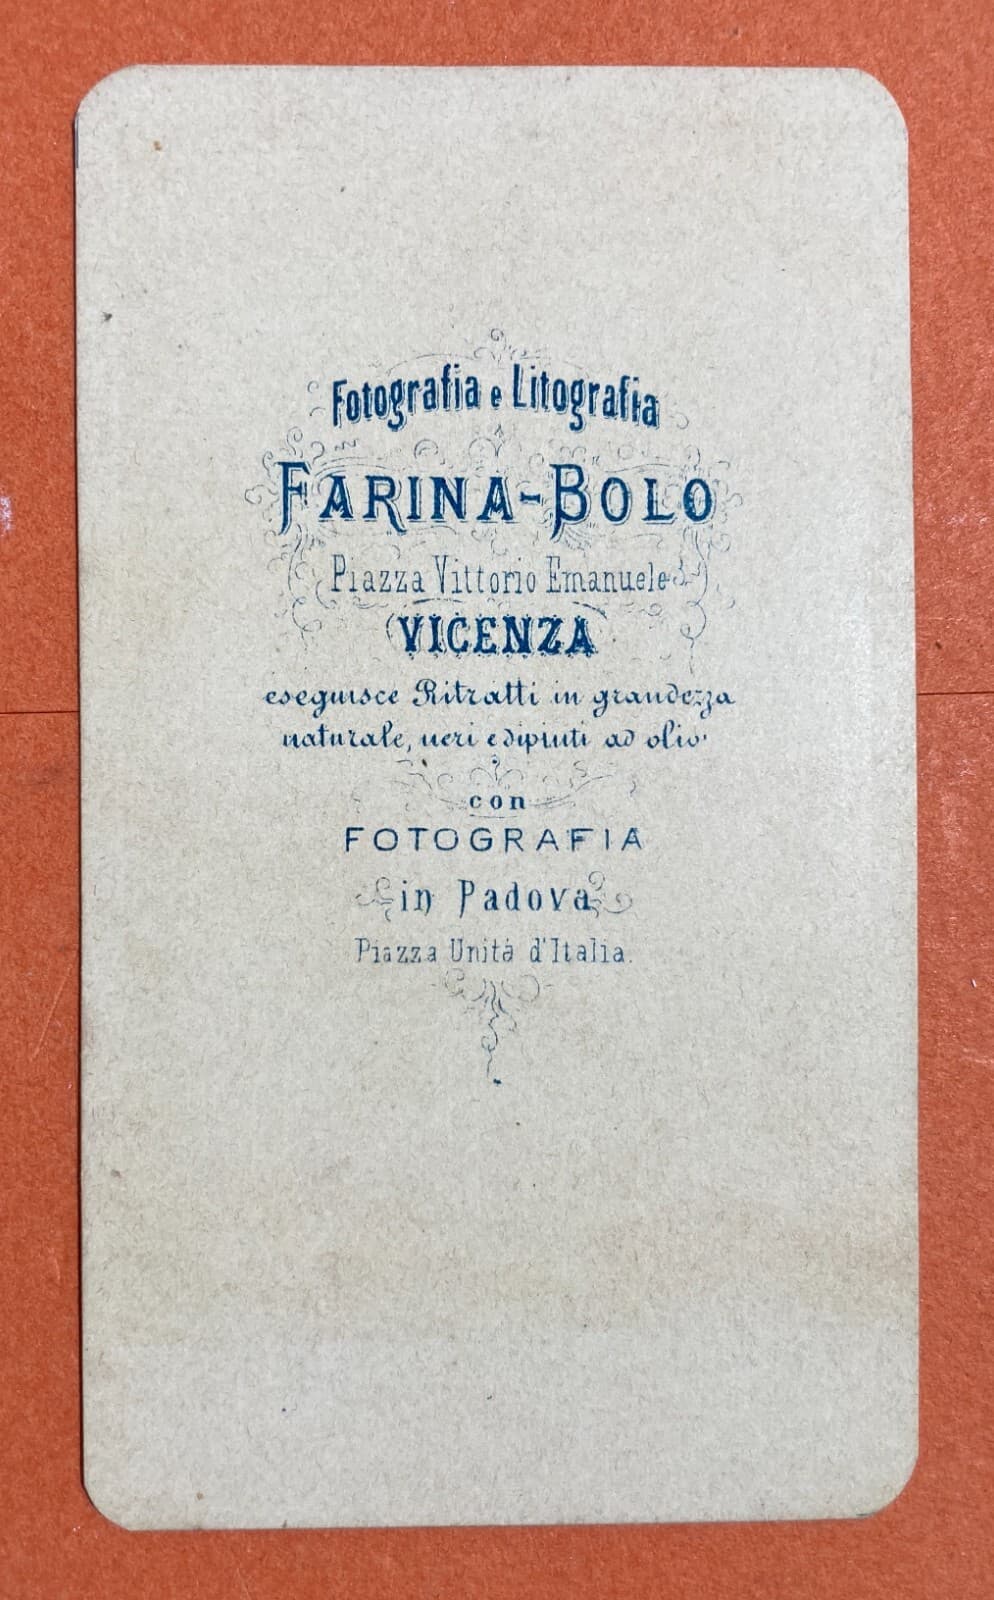 Fotografia e Litografia
FARINA-BOLO
Piazza Vittorio Emanuele
VICENZA
eseguisce Ritratti in grandezza
naturale, neri e dipinti ad olio
con
FOTOGRAFIA
in Padova
Piazza Unità d'Italia.